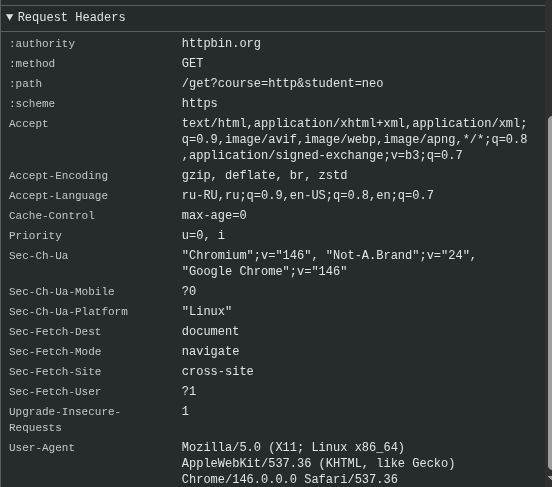 ▼ Request Headers
:authority httpbin.org
:method GET
:path /get?course=http&student=neo
:scheme https
Accept text/html,application/xhtml+xml,application/xml;
q=0.9,image/avif,image/webp,image/apng,*/*;q=0.8
,application/signed-exchange;v=b3;q=0.7
Accept-Encoding gzip, deflate, br, zstd
Accept-Language ru-RU,ru;q=0.9,en-US;q=0.8,en;q=0.7
Cache-Control max-age=0
Priority u=0, i
Sec-Ch-Ua "Chromium";v="146", "Not-A.Brand";v="24",
"Google Chrome";v="146"
Sec-Ch-Ua-Mobile ?0
Sec-Ch-Ua-Platform "Linux"
Sec-Fetch-Dest document
Sec-Fetch-Mode navigate
Sec-Fetch-Site cross-site
Sec-Fetch-User ?1
Upgrade-Insecure- 1
Requests
User-Agent Mozilla/5.0 (X11; Linux x86_64)
AppleWebKit/537.36 (KHTML, like Gecko)
Chrome/146.0.0.0 Safari/537.36